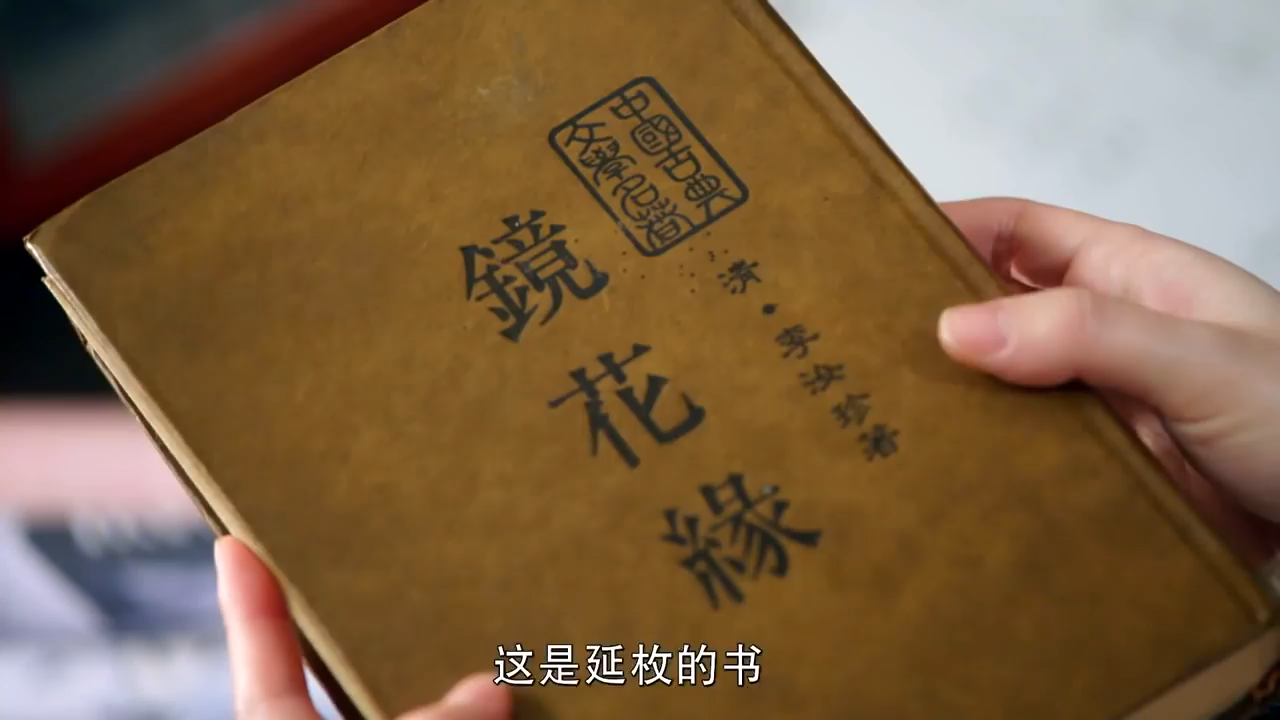 中國古典
文學名著
鏡花緣
清·李汝珍著
这是延枚的书